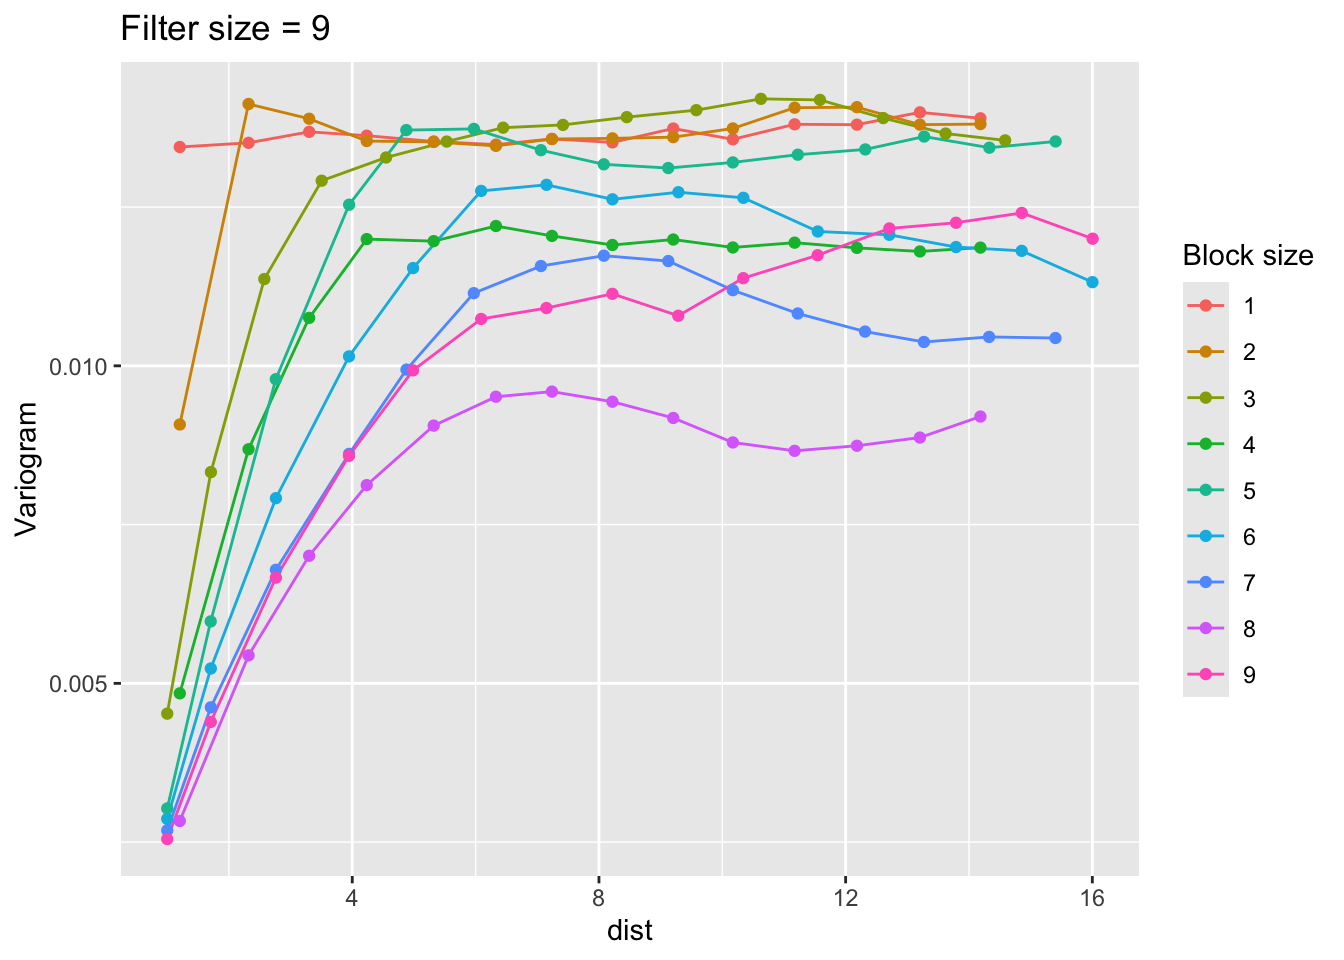 Filter size = 9
Variogram
0.010
0.005
4 8 12 16
dist
Block size
1
2
3
4
5
6
7
8
9